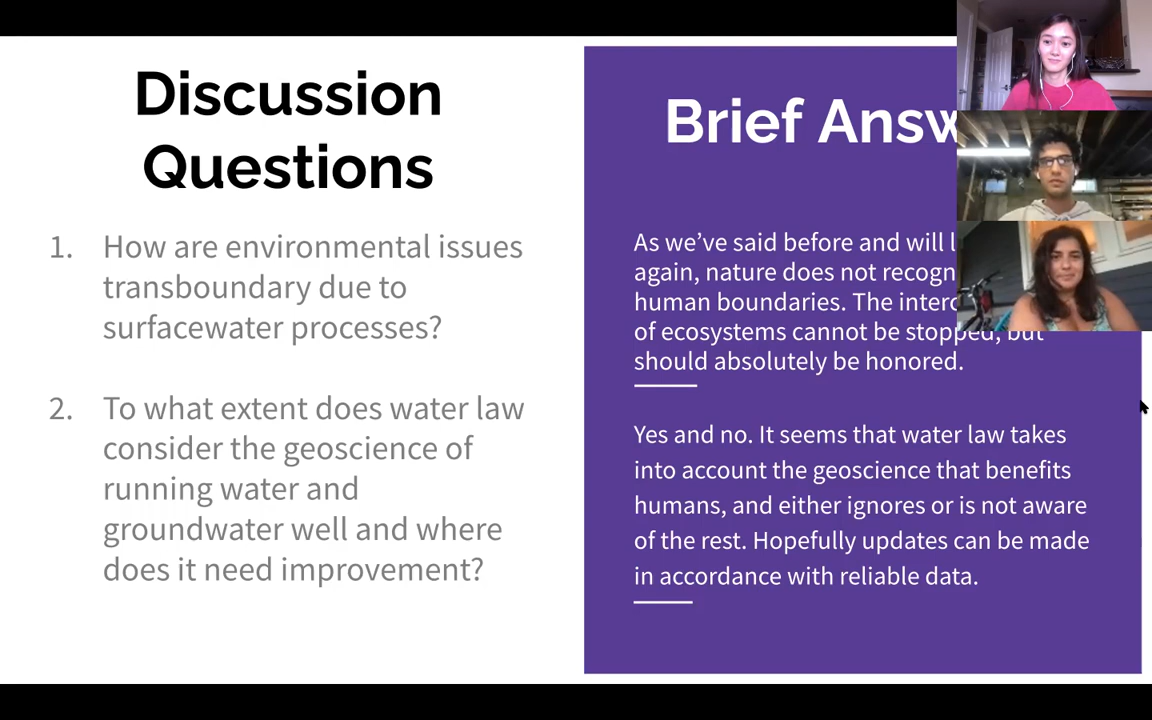 Discussion
Questions
1. How are environmental issues
transboundary due to
surfacewater processes?
2. To what extent does water law
consider the geoscience of
running water and
groundwater well and where
does it need improvement?
Brief
As we’ve said before and will
again, nature does not
human boundaries. The
of ecosystems cannot be stopped, but
should absolutely be honored.
Yes and no. It seems that water law takes
into account the geoscience that benefits
humans, and either ignores or is not aware
of the rest. Hopefully updates can be made
in accordance with reliable data.